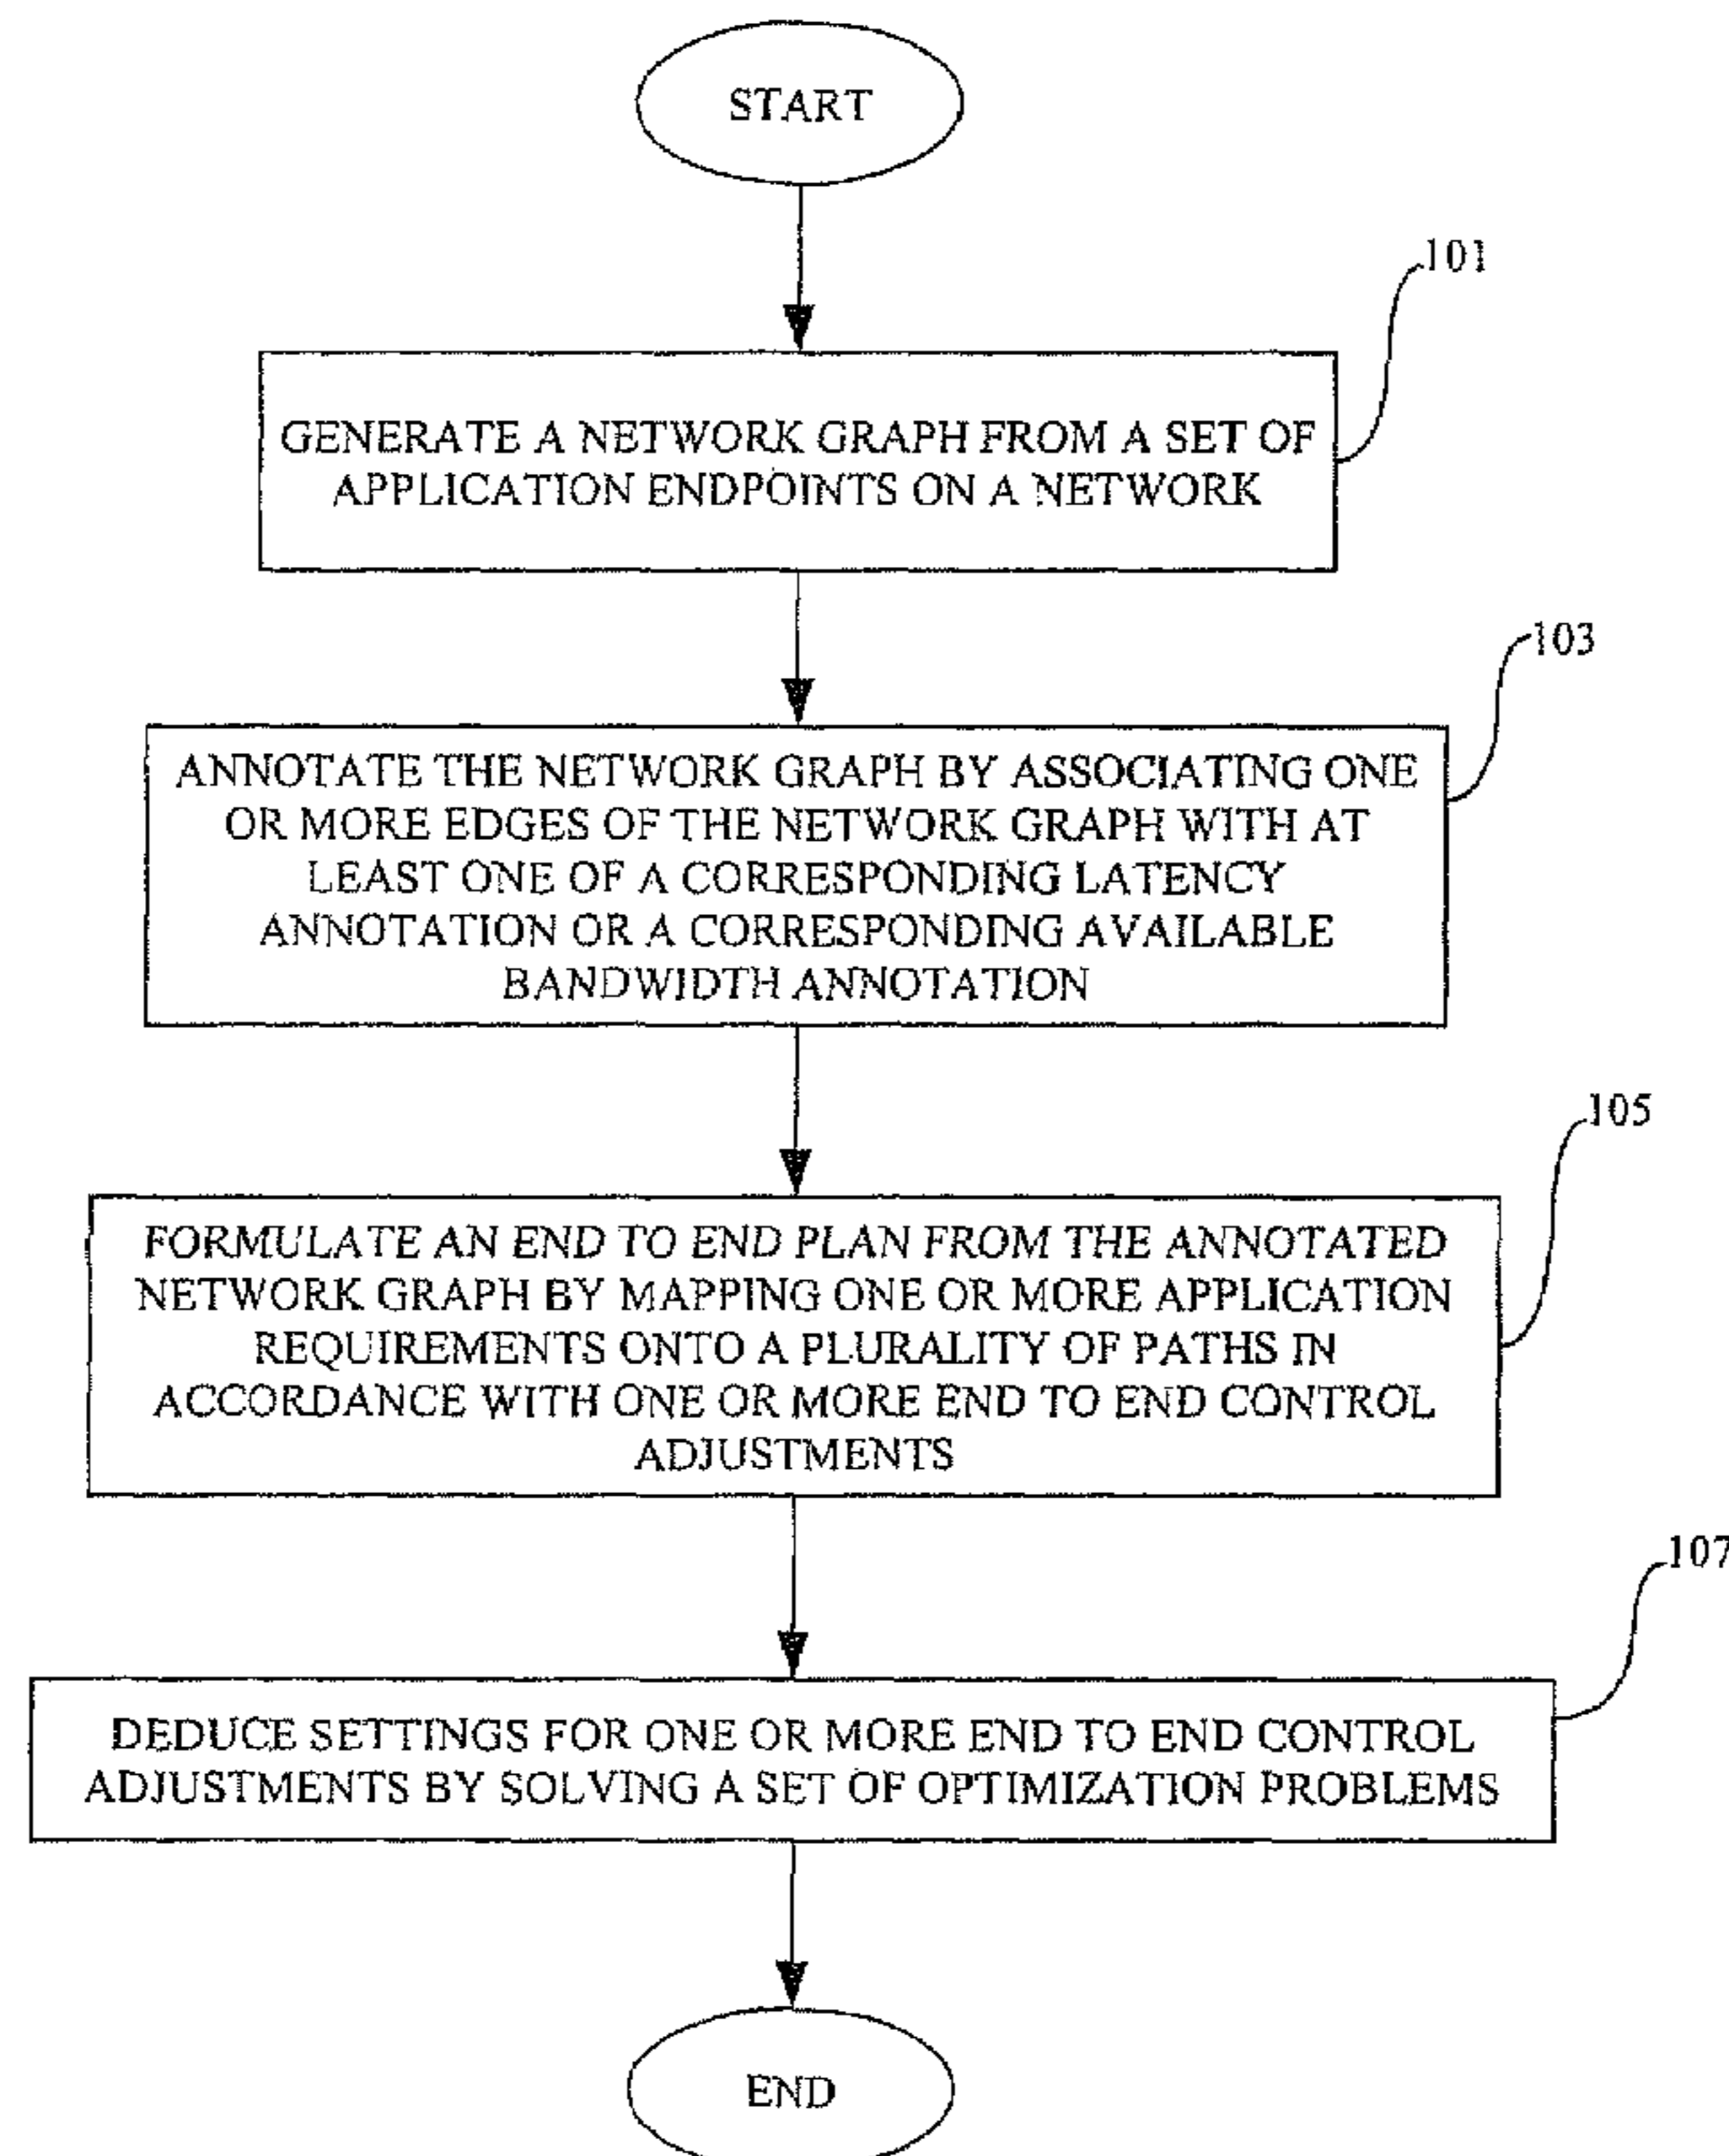 START
101
GENERATE A NETWORK GRAPH FROM A SET OF
APPLICATION ENDPOINTS ON A NETWORK
103
ANNOTATE THE NETWORK GRAPH BY ASSOCIATING ONE
OR MORE EDGES OF THE NETWORK GRAPH WITH AT
LEAST ONE OF A CORRESPONDING LATENCY
ANNOTATION OR A CORRESPONDING AVAILABLE
BANDWIDTH ANNOTATION
105
FORMULATE AN END TO END PLAN FROM THE ANNOTATED
NETWORK GRAPH BY MAPPING ONE OR MORE APPLICATION
REQUIREMENTS ONTO A PLURALITY OF PATHS IN
ACCORDANCE WITH ONE OR MORE END TO END CONTROL
ADJUSTMENTS
107
DEDUCE SETTINGS FOR ONE OR MORE END TO END CONTROL
ADJUSTMENTS BY SOLVING A SET OF OPTIMIZATION PROBLEMS
END